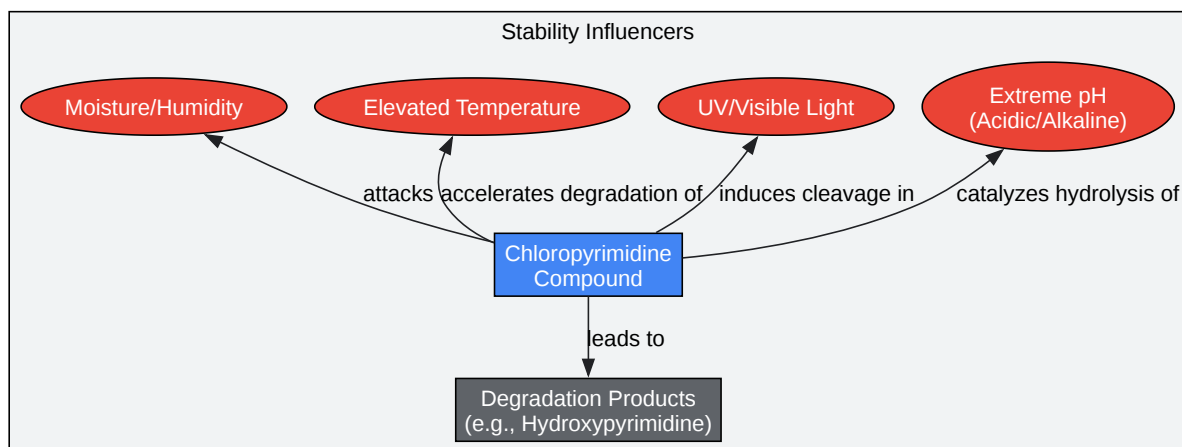 Stability Influencers
Moisture/Humidity
Elevated Temperature
UV/Visible Light
Extreme pH
(Acidic/Alkaline)
attacks
accelerates degradation of
induces cleavage in
catalyzes hydrolysis of
Chloropyrimidine
Compound
leads to
Degradation Products
(e.g., Hydroxypyrimidine)